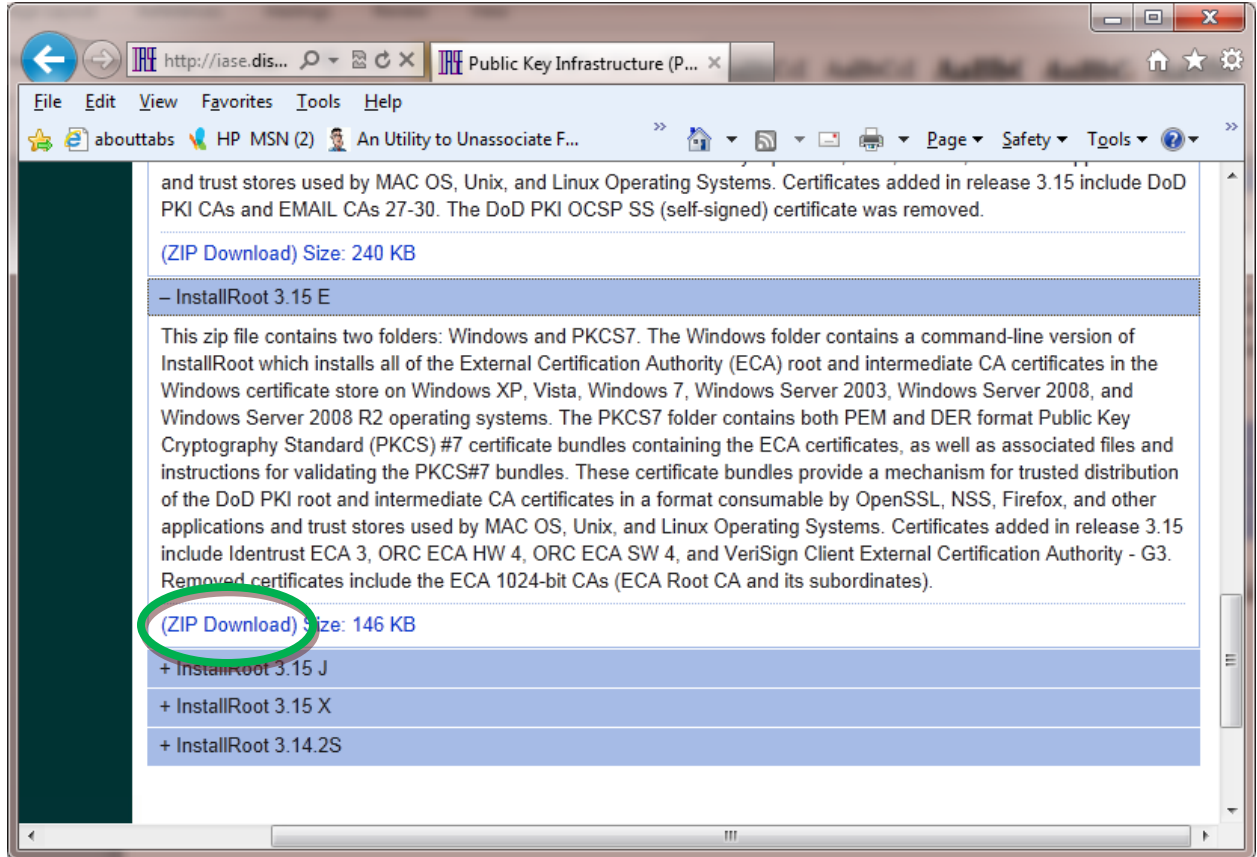 http://iase.dis...
Public Key Infrastructure (P...
File Edit View Favorites Tools Help
abouttabs HP MSN (2) An Utility to Unassociate F... » Page Safety Tools »
and trust stores used by MAC OS, Unix, and Linux Operating Systems. Certificates added in release 3.15 include DoD
PKI CAs and EMAIL CAs 27-30. The DoD PKI OCSP SS (self-signed) certificate was removed.
(ZIP Download) Size: 240 KB
– InstallRoot 3.15 E
This zip file contains two folders: Windows and PKCS7. The Windows folder contains a command-line version of
InstallRoot which installs all of the External Certification Authority (ECA) root and intermediate CA certificates in the
Windows certificate store on Windows XP, Vista, Windows 7, Windows Server 2003, Windows Server 2008, and
Windows Server 2008 R2 operating systems. The PKCS7 folder contains both PEM and DER format Public Key
Cryptography Standard (PKCS) #7 certificate bundles containing the ECA certificates, as well as associated files and
instructions for validating the PKCS#7 bundles. These certificate bundles provide a mechanism for trusted distribution
of the DoD PKI root and intermediate CA certificates in a format consumable by OpenSSL, NSS, Firefox, and other
applications and trust stores used by MAC OS, Unix, and Linux Operating Systems. Certificates added in release 3.15
include Identrust ECA 3, ORC ECA HW 4, ORC ECA SW 4, and VeriSign Client External Certification Authority - G3.
Removed certificates include the ECA 1024-bit CAs (ECA Root CA and its subordinates).
(ZIP Download) Size: 146 KB
+ InstallRoot 3.15 J
+ InstallRoot 3.15 X
+ InstallRoot 3.14.2S